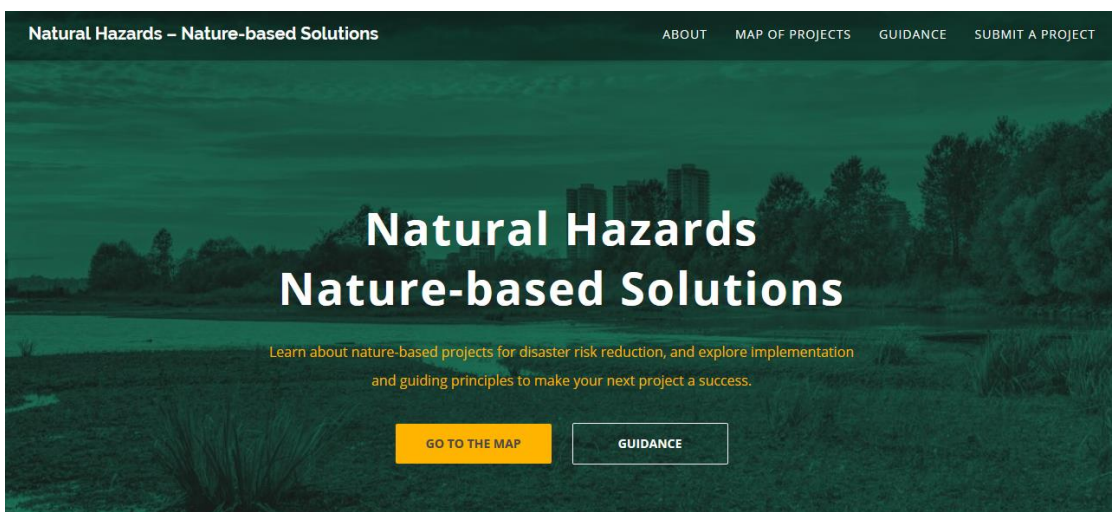 Natural Hazards – Nature-based Solutions
ABOUT
MAP OF PROJECTS
GUIDANCE
SUBMIT A PROJECT
Natural Hazards
Nature-based Solutions
Learn about nature-based projects for disaster risk reduction, and explore implementation
and guiding principles to make your next project a success.
GO TO THE MAP
GUIDANCE